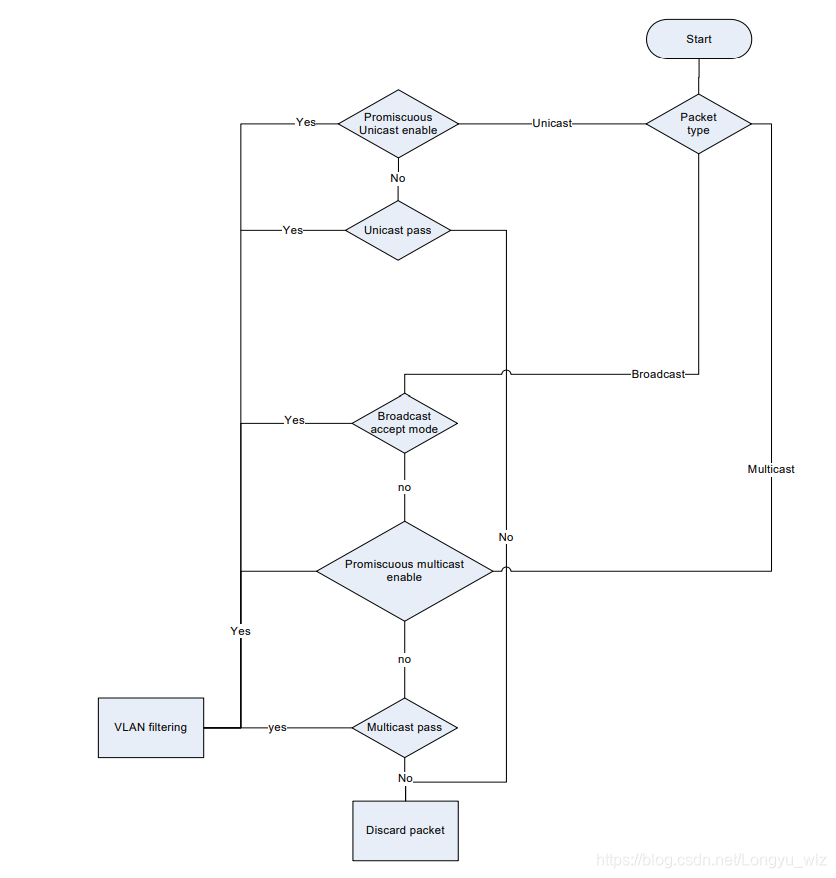 Start
Packet
type
Unicast
Promiscuous
Unicast enable
Yes
No
Unicast pass
Yes
Broadcast
Broadcast
accept mode
Yes
no
Multicast
No
Promiscuous multicast
enable
Yes
no
Multicast pass
yes
VLAN filtering
No
Discard packet
https://blog.csdn.net/Longyu_wlz